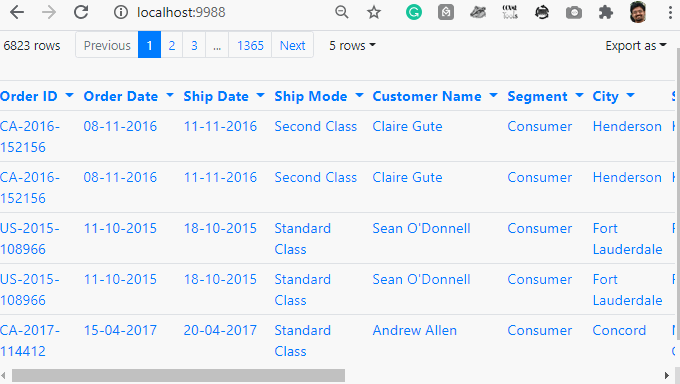 localhost:9988
6823 rows Previous 1 2 3 ... 1365 Next 5 rows Export as
Order ID Order Date Ship Date Ship Mode Customer Name Segment City
CA-2016- 08-11-2016 11-11-2016 Second Class Claire Gute Consumer Henderson
152156
CA-2016- 08-11-2016 11-11-2016 Second Class Claire Gute Consumer Henderson
152156
US-2015- 11-10-2015 18-10-2015 Standard Sean O'Donnell Consumer Fort
108966 Class Lauderdale
US-2015- 11-10-2015 18-10-2015 Standard Sean O'Donnell Consumer Fort
108966 Class Lauderdale
CA-2017- 15-04-2017 20-04-2017 Standard Andrew Allen Consumer Concord
114412 Class